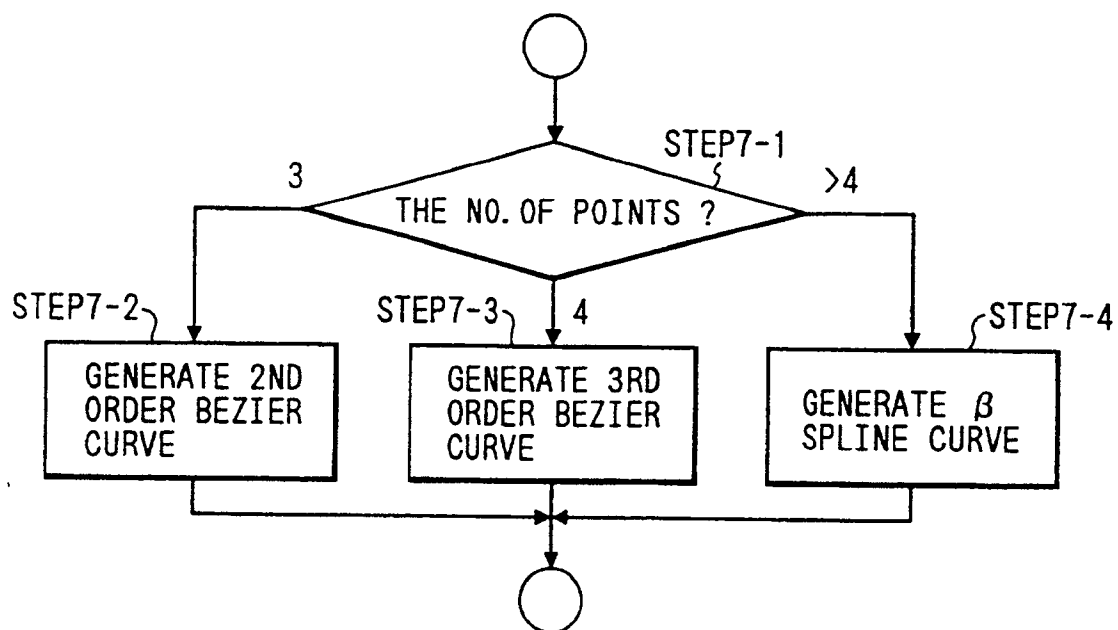 STEP7-1
3
>4
THE NO. OF POINTS ?
STEP7-2
STEP7-3
4
STEP7-4
GENERATE 2ND
ORDER BEZIER
CURVE
GENERATE 3RD
ORDER BEZIER
CURVE
GENERATE β
SPLINE CURVE